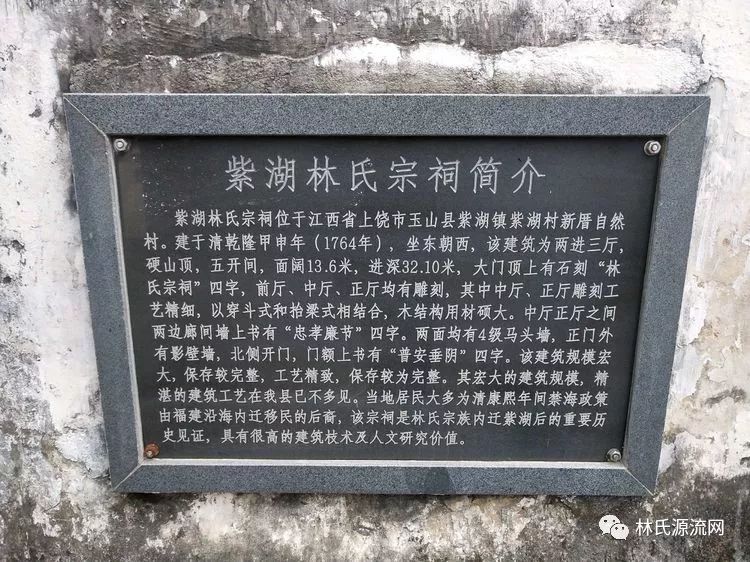 紫湖林氏宗祠简介
紫湖林氏宗祠位于江西省上饶市玉山县紫湖镇紫湖村新厝自然
村。建于清乾隆甲申年（1764年），坐东朝西，该建筑为两进三厅，
硬山顶，五开间，面阔13.6米，进深32.10米，大门顶上有石刻“林
氏宗祠”四字，前厅、中厅、正厅均有雕刻，其中中厅、正厅雕刻工
艺精细，以穿斗式和抬梁式相结合，木结构用材硕大。中厅正厅之间
两边廊间墙上书有“忠孝廉节”四字。两面均有4级马头墙，正门外
有影壁墙，北侧开门，门额上书有“普安垂阴”四字。该建筑规模宏
大，保存较完整，工艺精致，保存较为完整。其宏大的建筑规模，精
湛的建筑工艺在我县已不多见。当地居民大多为清康熙年间禁海政策
由福建沿海内迁移民的后裔，该宗祠是林氏宗族内迁紫湖后的重要历
史见证，具有很高的建筑技术及人文研究价值。
林氏源流网